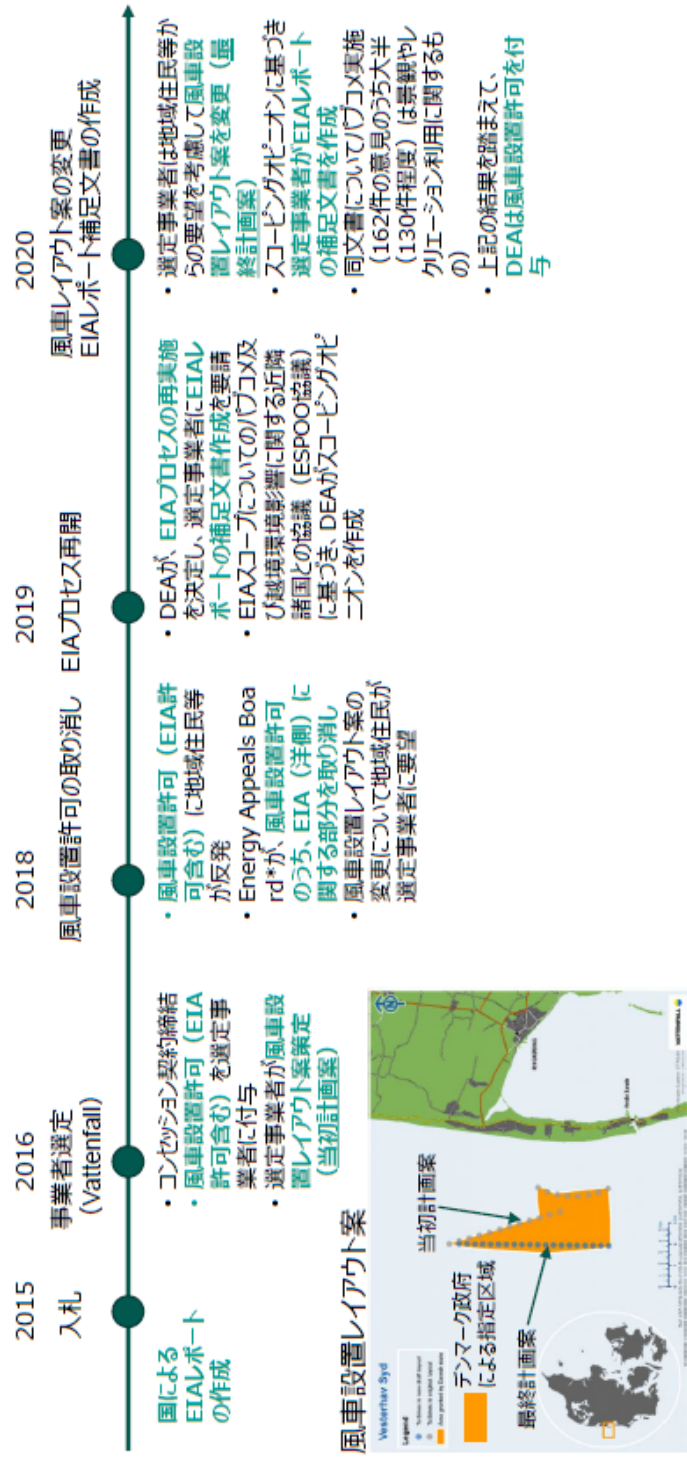 2015
入札
国による
EIAレポート
の作成
2016
事業者選定
(Vattenfall)
• コンセッション契約締結
• 風車設置許可（EIA
許可含む）を選定事
業者に付与
• 選定事業者が風車設
置レイアウト案策定
（当初計画案）
2018
風車設置許可の取り消し
• 風車設置許可（EIA許
可含む）に地域住民等
が反発
• Energy Appeals Boa
rd*が、風車設置許可
のうち、EIA（洋側）に
関する部分を取り消し
• 風車設置レイアウト案の
変更について地域住民が
選定事業者に要望
2019
EIAプロセス再開
• DEAが、EIAプロセスの再実施
を決定し、選定事業者にEIAレ
ポートの補足文書作成を要請
• EIAスコープについてのパブコメ及
び越境環境影響に関する近隣
諸国との協議（ESPOO協議）
に基づき、DEAがスコーピングオピ
ニオンを作成
2020
風車レイアウト案の変更
EIAレポート補足文書の作成
• 選定事業者は地域住民等か
らの要望を考慮して風車設
置レイアウト案を変更（最
終計画案）
• スコーピングオピニオンに基づき
選定事業者がEIAレポート
の補足文書を作成
• 同文書についてパブコメ実施
（162件の意見のうち大半
（130件程度）は景観やレ
クリエーション利用に関するも
の）
• 上記の結果を踏まえて、
DEAは風車設置許可を付
与
風車設置レイアウト案
Vesterhav Syd
Legend
デンマーク政府
による指定区域
当初計画案
最終計画案